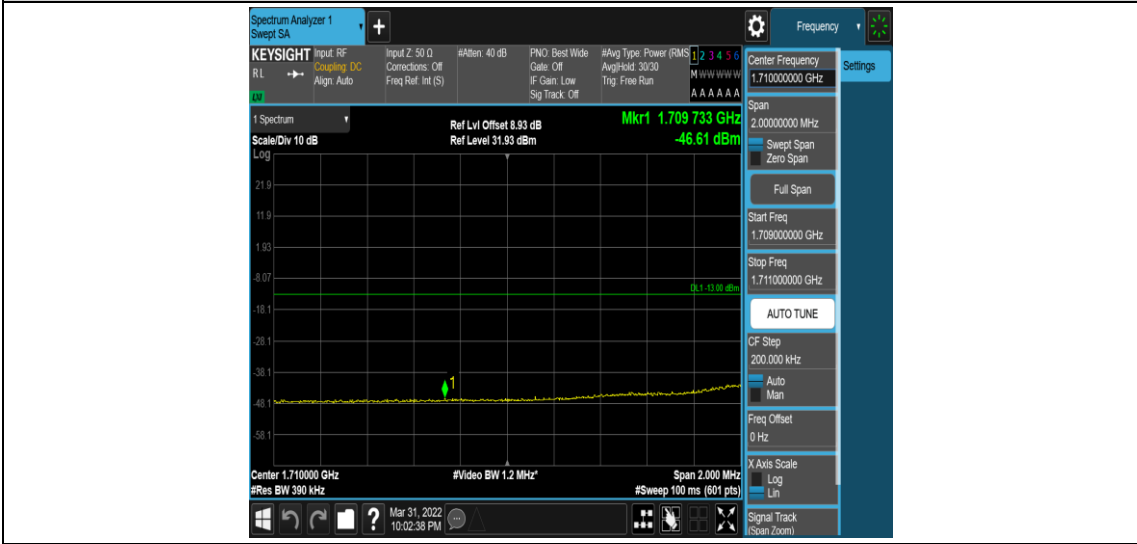 Spectrum Analyzer 1
Swept SA
+
Frequency
KEYSIGHT
RL
Input: RF
Coupling: DC
Align: Auto
Input Z: 50 Ω
Corrections: Off
Freq Ref: Int (S)
#Atten: 40 dB
PNO: Best Wide
Gate: Off
IF Gain: Low
Sig Track: Off
#Avg Type: Power (RMS
Avg|Hold: 30/30
Trig: Free Run
1 2 3 4 5 6
M W W W W W
A A A A A A
1 Spectrum
Scale/Div 10 dB
Log
Ref Lvl Offset 8.93 dB
Ref Level 31.93 dBm
Mkr1 1.709 733 GHz
-46.61 dBm
21.9
11.9
1.93
-8.07
DL1 -13.00 dBm
-18.1
-28.1
-38.1
1
-48.1
-58.1
Center 1.710000 GHz
#Res BW 390 kHz
#Video BW 1.2 MHz*
Span 2.000 MHz
#Sweep 100 ms (601 pts)
?
Mar 31, 2022
10:02:38 PM
Center Frequency
1.710000000 GHz
Settings
Span
2.00000000 MHz
Swept Span
Zero Span
Full Span
Start Freq
1.709000000 GHz
Stop Freq
1.711000000 GHz
AUTO TUNE
CF Step
200.000 kHz
Auto
Man
Freq Offset
0 Hz
X Axis Scale
Log
Lin
Signal Track
(Span Zoom)